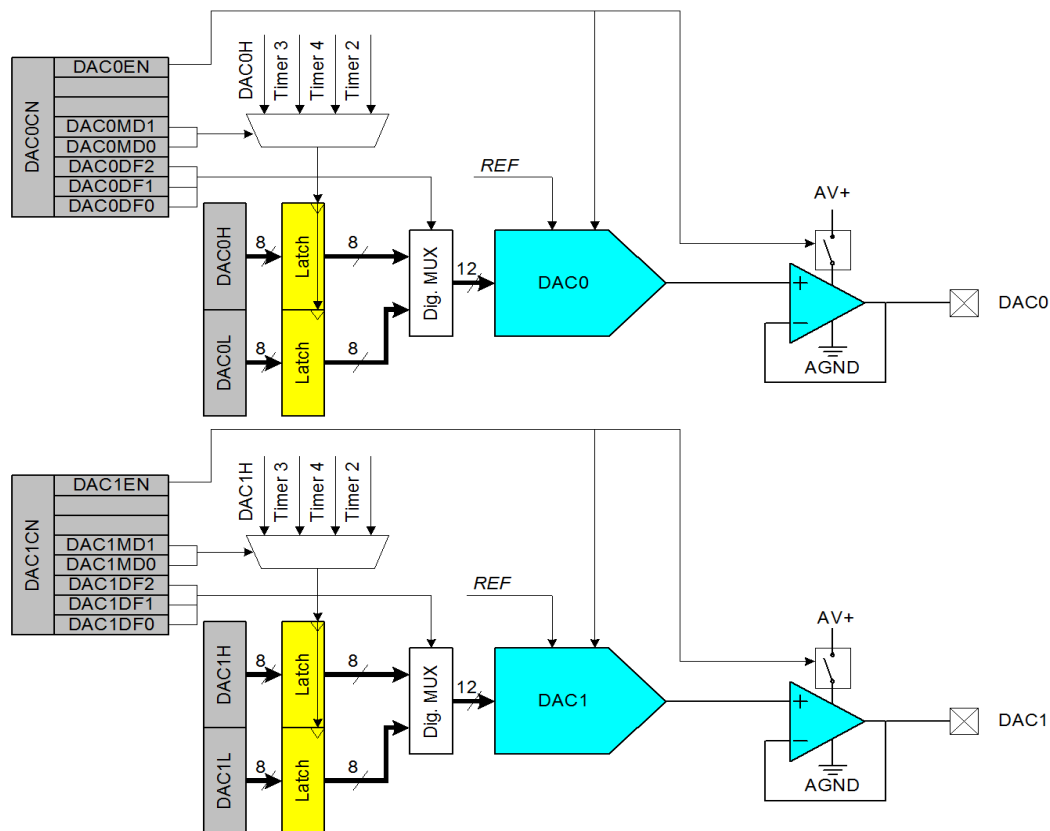 DAC0CN
DAC0EN
DAC0MD1
DAC0MD0
DAC0DF2
DAC0DF1
DAC0DF0
DAC0H
Timer 3
Timer 4
Timer 2
DAC0H
8
Latch
8
DAC0L
8
Latch
8
Dig. MUX
12
REF
DAC0
AV+
+
−
AGND
DAC0
DAC1CN
DAC1EN
DAC1MD1
DAC1MD0
DAC1DF2
DAC1DF1
DAC1DF0
DAC1H
Timer 3
Timer 4
Timer 2
DAC1H
8
Latch
8
DAC1L
8
Latch
8
Dig. MUX
12
REF
DAC1
AV+
+
−
AGND
DAC1